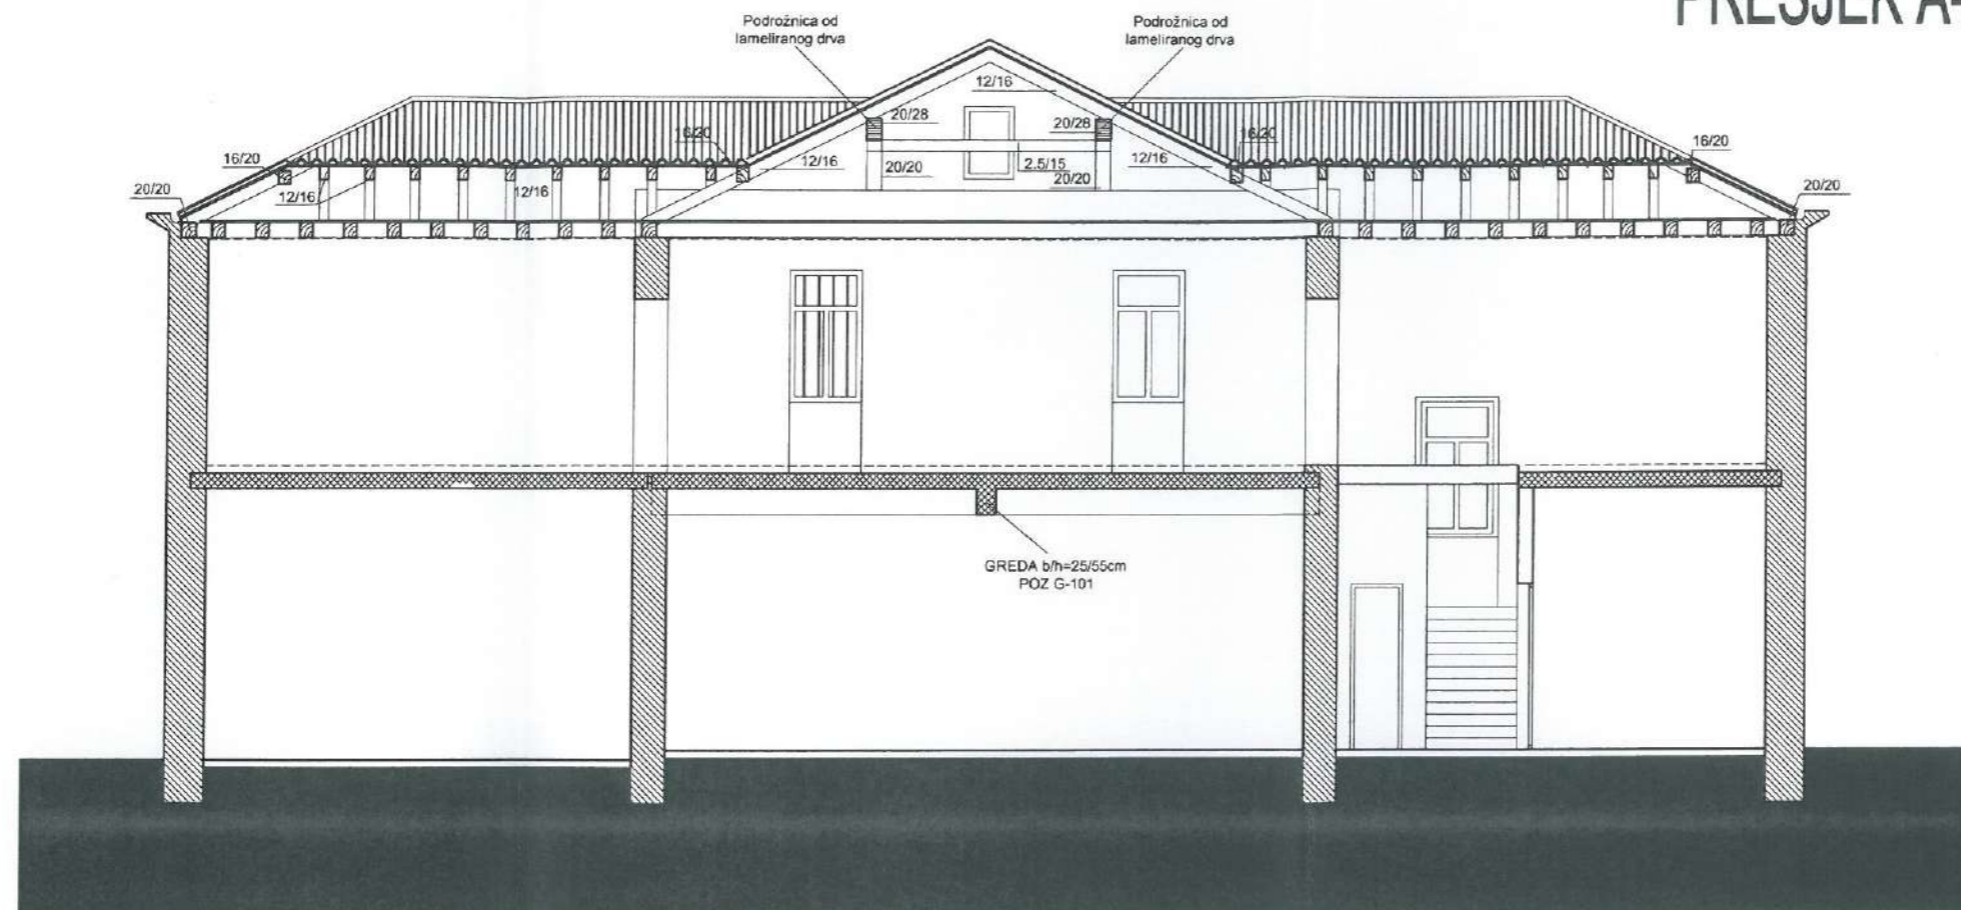 PRESJEK A-
Podrožnica od
lameliranog drva
Podrožnica od
lameliranog drva
12/16
20/28
20/28
16/20
16/20
16/20
16/20
12/16
12/16
2.5/15
20/20
20/20
20/20
20/20
12/16
12/16
GREDA b/h=25/55cm
POZ G-101